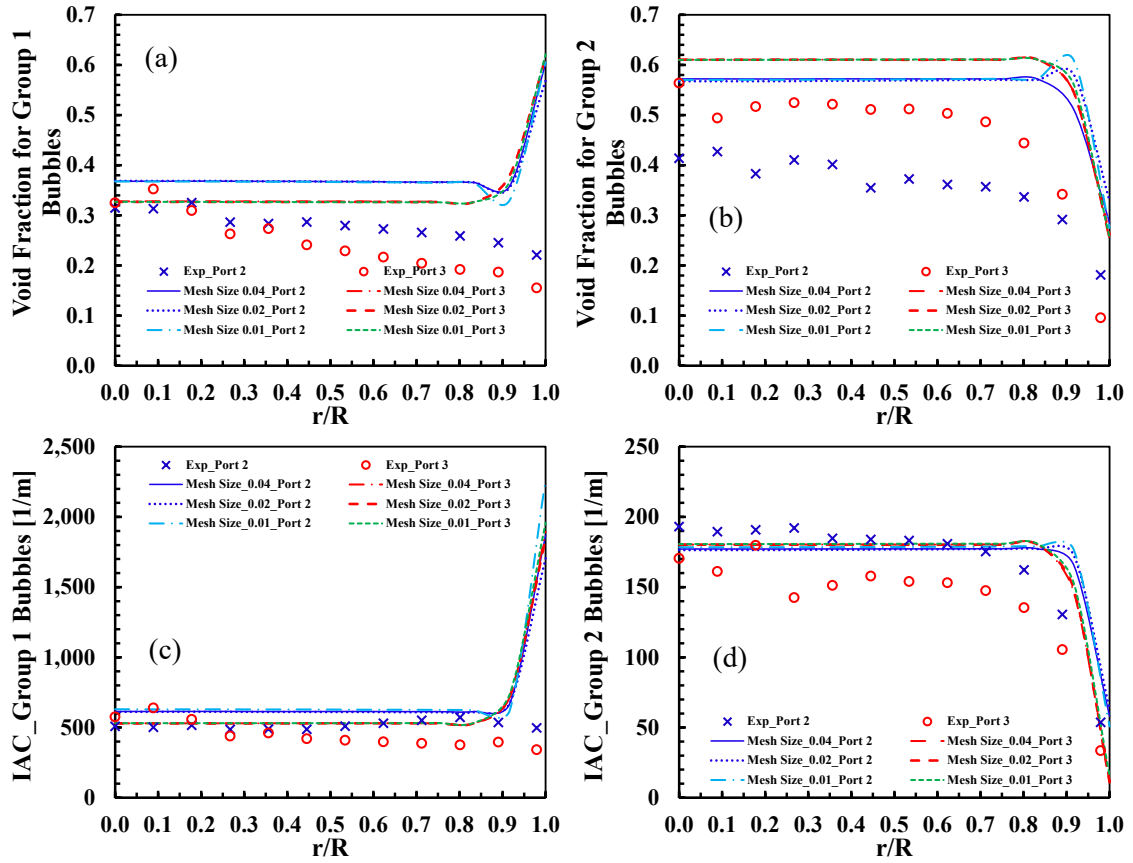 (a)
Void Fraction for Group 1
Bubbles
0.7
0.6
0.5
0.4
0.3
0.2
0.1
0.0
Exp_Port 2
Exp_Port 3
Mesh Size 0.04_Port 2
Mesh Size_0.04_Port 3
Mesh Size 0.02_Port 2
Mesh Size_0.02_Port 3
Mesh Size 0.01_Port 2
Mesh Size_0.01_Port 3
0.0 0.1 0.2 0.3 0.4 0.5 0.6 0.7 0.8 0.9 1.0
r/R
(b)
Void Fraction for Group 2
Bubbles
0.7
0.6
0.5
0.4
0.3
0.2
0.1
0.0
Exp_Port 2
Exp_Port 3
Mesh Size_0.04_Port 2
Mesh Size_0.04_Port 3
Mesh Size_0.02_Port 2
Mesh Size_0.02_Port 3
Mesh Size_0.01_Port 2
Mesh Size_0.01_Port 3
0.0 0.1 0.2 0.3 0.4 0.5 0.6 0.7 0.8 0.9 1.0
r/R
(c)
IAC_Group 1 Bubbles [1/m]
2,500
2,000
1,500
1,000
500
0
Exp_Port 2
Exp_Port 3
Mesh Size_0.04_Port 2
Mesh Size_0.04_Port 3
Mesh Size_0.02_Port 2
Mesh Size_0.02_Port 3
Mesh Size_0.01_Port 2
Mesh Size_0.01_Port 3
0.0 0.1 0.2 0.3 0.4 0.5 0.6 0.7 0.8 0.9 1.0
r/R
(d)
IAC_Group 2 Bubbles [1/m]
250
200
150
100
50
0
Exp_Port 2
Exp_Port 3
Mesh Size_0.04_Port 2
Mesh Size_0.04_Port 3
Mesh Size_0.02_Port 2
Mesh Size_0.02_Port 3
Mesh Size_0.01_Port 2
Mesh Size_0.01_Port 3
0.0 0.1 0.2 0.3 0.4 0.5 0.6 0.7 0.8 0.9 1.0
r/R